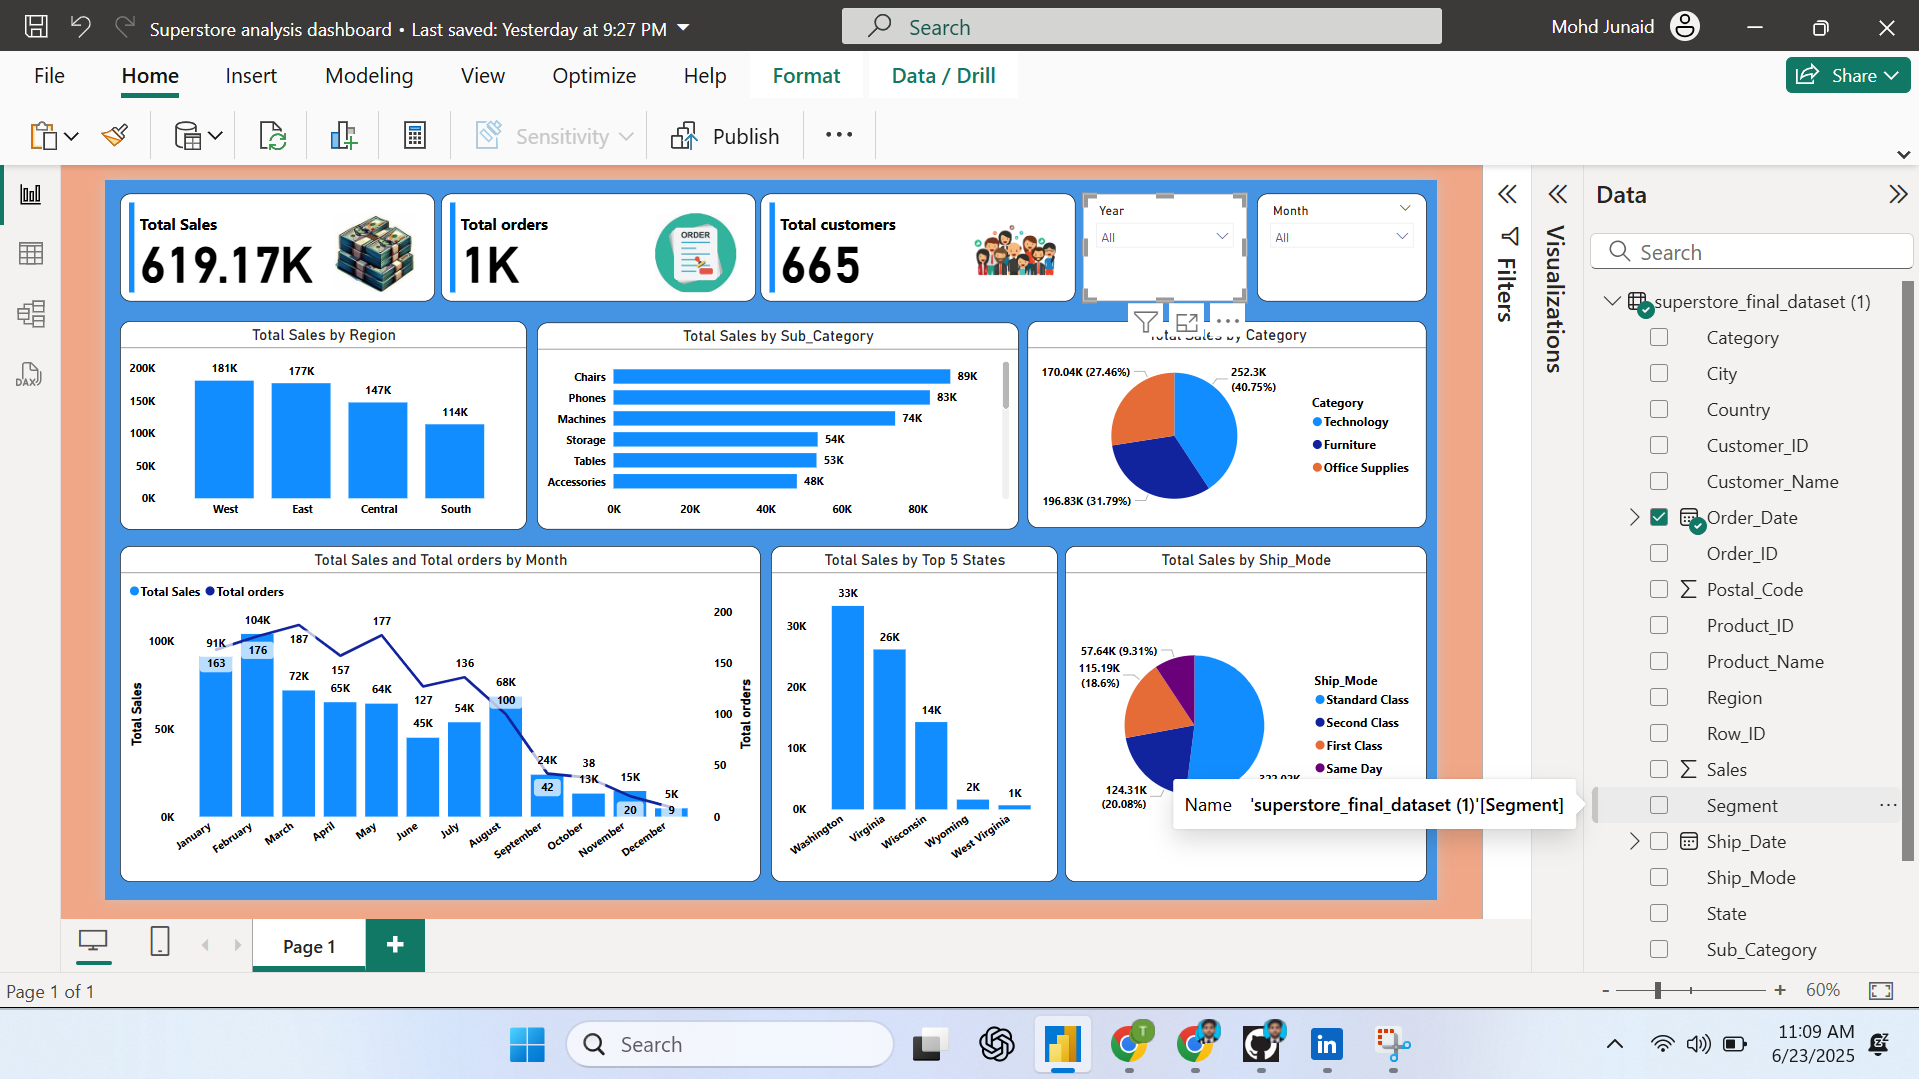 Superstore analysis dashboard • Last saved: Yesterday at 9:27 PM
Search
Mohd Junaid
File Home Insert Modeling View Optimize Help Format Data / Drill
Share
Sensitivity
Publish
Total Sales
619.17K
ORDER
Total orders
1K
Total customers
665
Year
All
Month
All
Total Sales by Region
200K
150K
100K
50K
0K
181K
177K
147K
114K
West East Central South
Total Sales by Sub_Category
Chairs 89K
Phones 83K
Machines 74K
Storage 54K
Tables 53K
Accessories 48K
0K 20K 40K 60K 80K
Total Sales by Category
170.04K (27.46%)
252.3K
(40.75%)
196.83K (31.79%)
Category
Technology
Furniture
Office Supplies
Total Sales and Total orders by Month
Total Sales Total orders
Total Sales
100K
50K
0K
91K
163
104K
176
72K
187
65K
157
64K
177
45K
127
54K
136
68K
100
24K
42
13K
38
15K
20
5K
9
200
150
100
50
0
Total orders
January February March April May June July August September October November December
Total Sales by Top 5 States
30K
20K
10K
0K
33K
26K
14K
2K
1K
Washington Virginia Wisconsin Wyoming West Virginia
Total Sales by Ship_Mode
57.64K (9.31%)
115.19K
(18.6%)
124.31K
(20.08%)
Ship_Mode
Standard Class
Second Class
First Class
Same Day
Name 'superstore_final_dataset (1)'[Segment]
Filters
Visualizations
Data
Search
superstore_final_dataset (1)
Category
City
Country
Customer_ID
Customer_Name
Order_Date
Order_ID
Postal_Code
Product_ID
Product_Name
Region
Row_ID
Sales
Segment
Ship_Date
Ship_Mode
State
Sub_Category
DAX
Page 1
Page 1 of 1
60%
Search
T
in
11:09 AM
6/23/2025